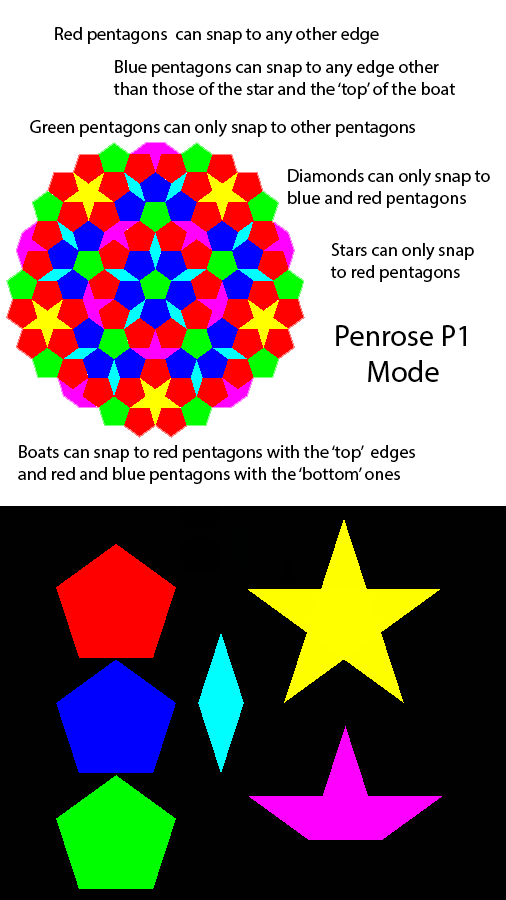 Red pentagons can snap to any other edge
Blue pentagons can snap to any edge other
than those of the star and the ‘top’ of the boat
Green pentagons can only snap to other pentagons
Diamonds can only snap to
blue and red pentagons
Stars can only snap
to red pentagons
Penrose P1
Mode
Boats can snap to red pentagons with the ‘top’ edges
and red and blue pentagons with the ‘bottom’ ones